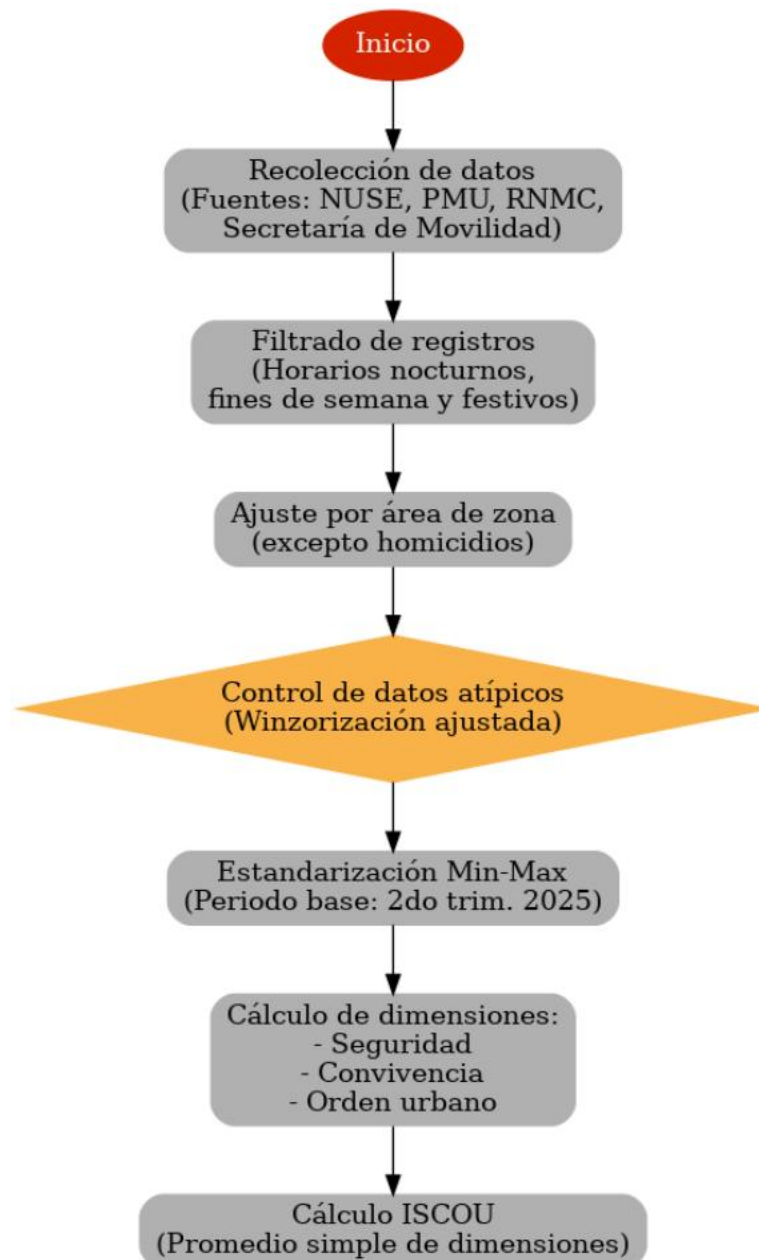 Inicio
Recolección de datos
(Fuentes: NUSE, PMU, RNMC,
Secretaría de Movilidad)
Filtrado de registros
(Horarios nocturnos,
fines de semana y festivos)
Ajuste por área de zona
(excepto homicidios)
Control de datos atípicos
(Winzorización ajustada)
Estandarización Min-Max
(Periodo base: 2do trim. 2025)
Cálculo de dimensiones:
- Seguridad
- Convivencia
- Orden urbano
Cálculo ISCOU
(Promedio simple de dimensiones)